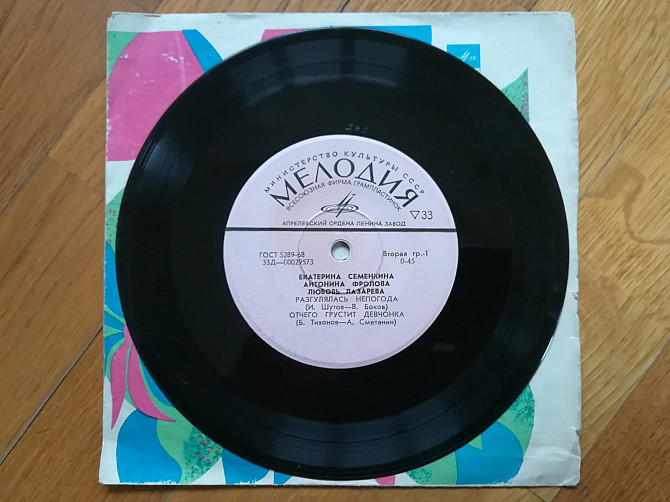 МИНИСТЕРСТВО КУЛЬТУРЫ СССР
МЕЛОДИЯ
ВСЕСОЮЗНАЯ ФИРМА ГРАМПЛАСТИНОК
▽33
АПРЕЛЕВСКИЙ ОРДЕНА ЛЕНИНА ЗАВОД
ГОСТ 5289-68
Вторая гр.-1
33Д—00029573
0-45
ЕКАТЕРИНА СЕМЕНКИНА
АНТОНИНА ФРОЛОВА
ЛЮБОВЬ ЛАЗАРЕВА
РАЗГУЛЯЛАСЬ НЕПОГОДА
(И. Шутов—В. Боков)
ОТЧЕГО ГРУСТИТ ДЕВЧОНКА
(Б. Тихонов—А. Сметанин)